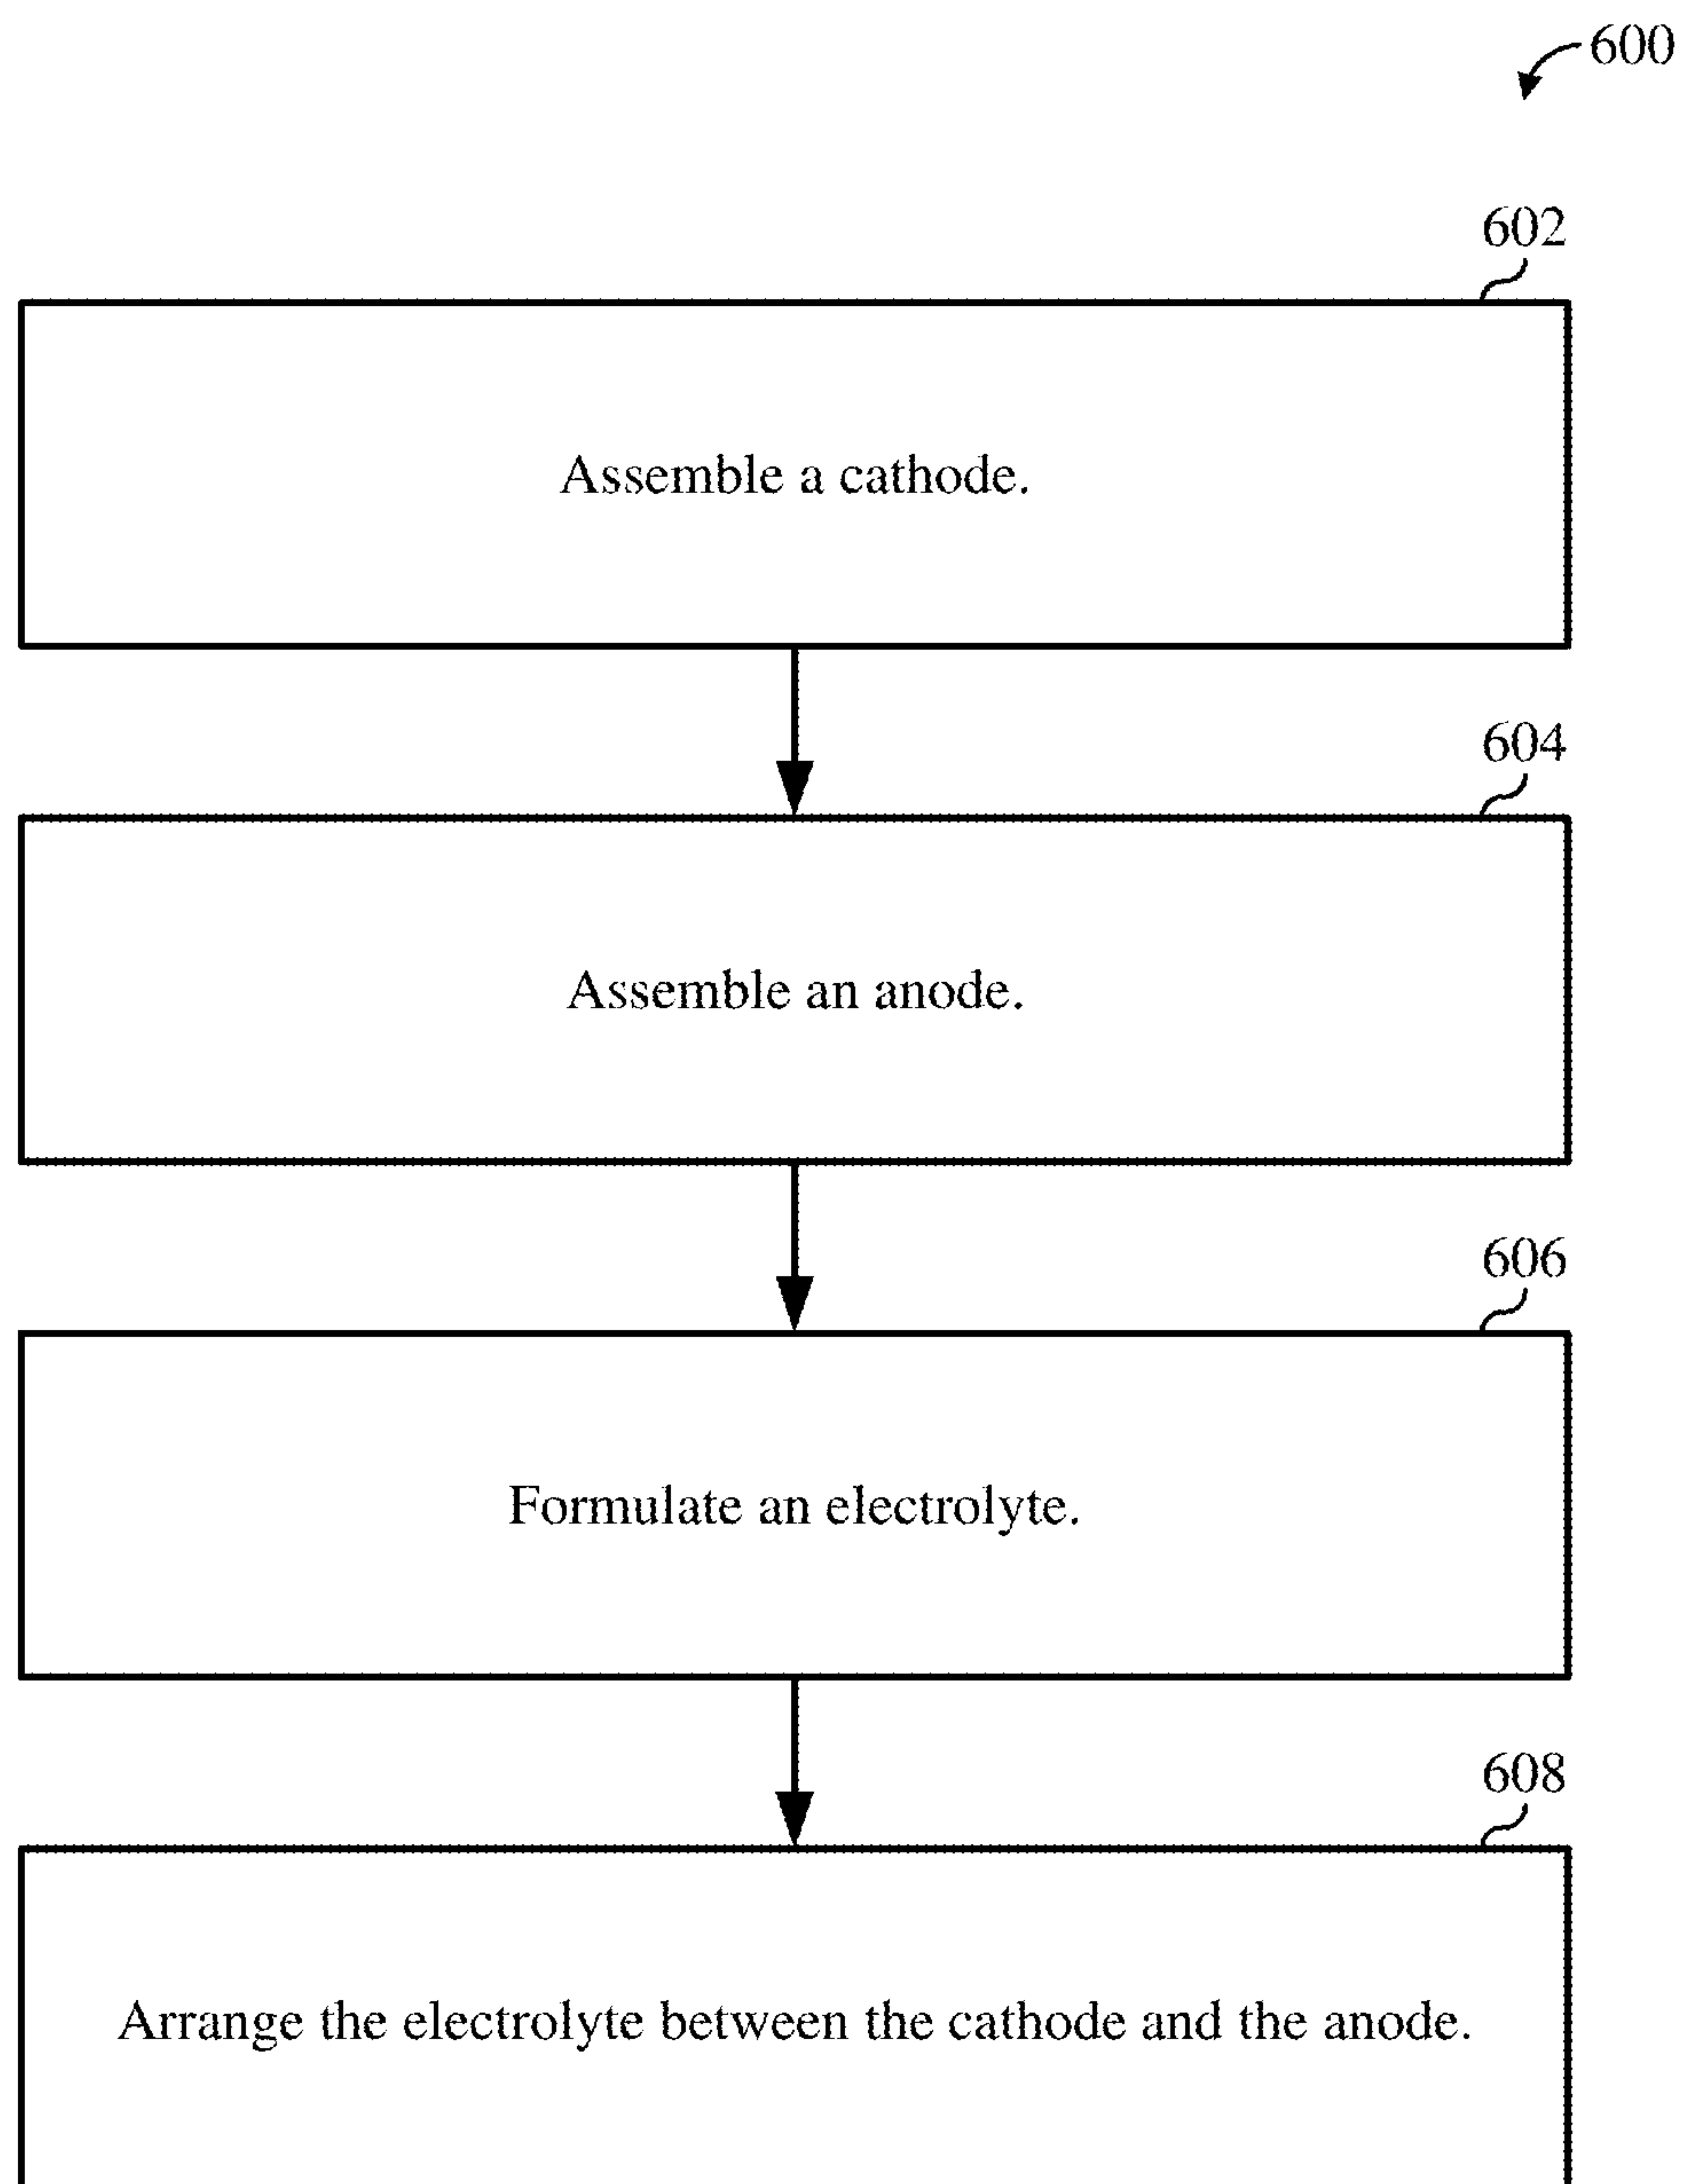 600
602
Assemble a cathode.
604
Assemble an anode.
606
Formulate an electrolyte.
608
Arrange the electrolyte between the cathode and the anode.